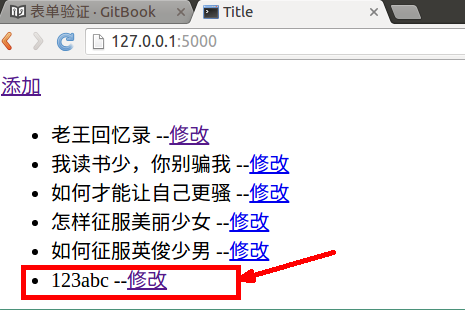 表单验证 · GitBook
Title
127.0.0.1:5000
添加
老王回忆录 --修改
我读书少，你别骗我 --修改
如何才能让自己更骚 --修改
怎样征服美丽少女 --修改
如何征服英俊少男 --修改
123abc --修改